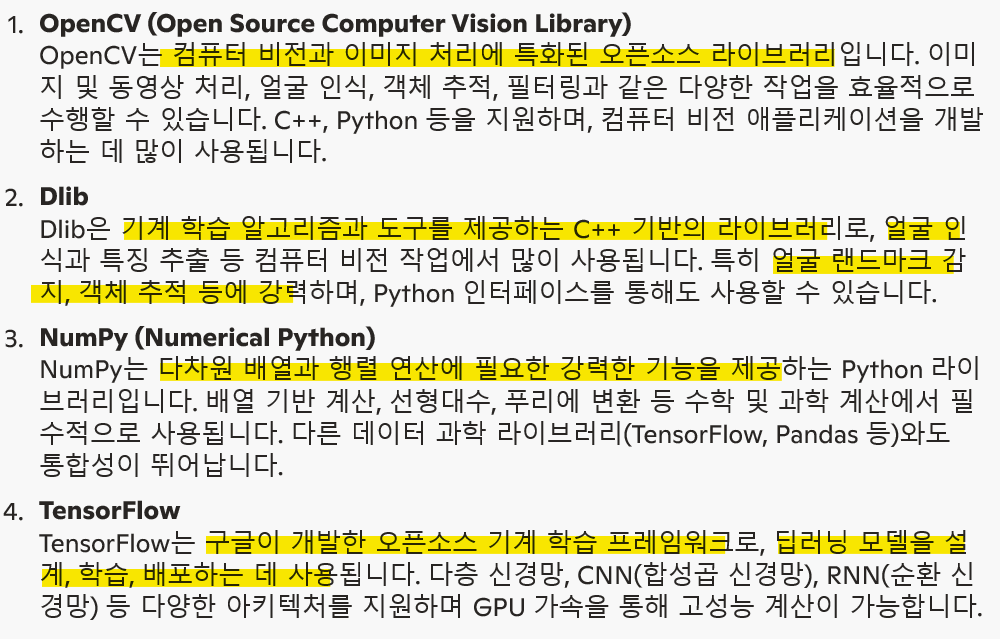 1. OpenCV (Open Source Computer Vision Library)
OpenCV는 컴퓨터 비전과 이미지 처리에 특화된 오픈소스 라이브러리입니다. 이미
지 및 동영상 처리, 얼굴 인식, 객체 추적, 필터링과 같은 다양한 작업을 효율적으로
수행할 수 있습니다. C++, Python 등을 지원하며, 컴퓨터 비전 애플리케이션을 개발
하는 데 많이 사용됩니다.
2. Dlib
Dlib은 기계 학습 알고리즘과 도구를 제공하는 C++ 기반의 라이브러리로, 얼굴 인
식과 특징 추출 등 컴퓨터 비전 작업에서 많이 사용됩니다. 특히 얼굴 랜드마크 감
지, 객체 추적 등에 강력하며, Python 인터페이스를 통해도 사용할 수 있습니다.
3. NumPy (Numerical Python)
NumPy는 다차원 배열과 행렬 연산에 필요한 강력한 기능을 제공하는 Python 라이
브러리입니다. 배열 기반 계산, 선형대수, 푸리에 변환 등 수학 및 과학 계산에서 필
수적으로 사용됩니다. 다른 데이터 과학 라이브러리(TensorFlow, Pandas 등)와도
통합성이 뛰어납니다.
4. TensorFlow
TensorFlow는 구글이 개발한 오픈소스 기계 학습 프레임워크로, 딥러닝 모델을 설
계, 학습, 배포하는 데 사용됩니다. 다층 신경망, CNN(합성곱 신경망), RNN(순환 신
경망) 등 다양한 아키텍처를 지원하며 GPU 가속을 통해 고성능 계산이 가능합니다.